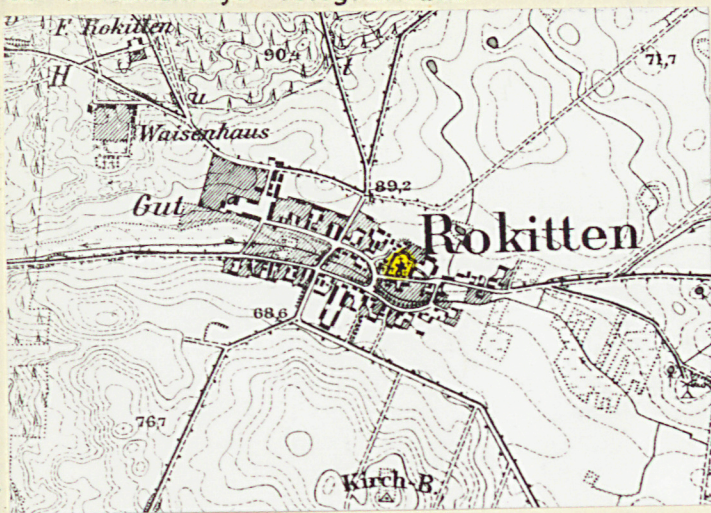 F. Rokitten
90,4
71,7
H
t
u
Waisenhaus
89,2
Gut
Rokitten
68,6
76,7
Kirch-B.